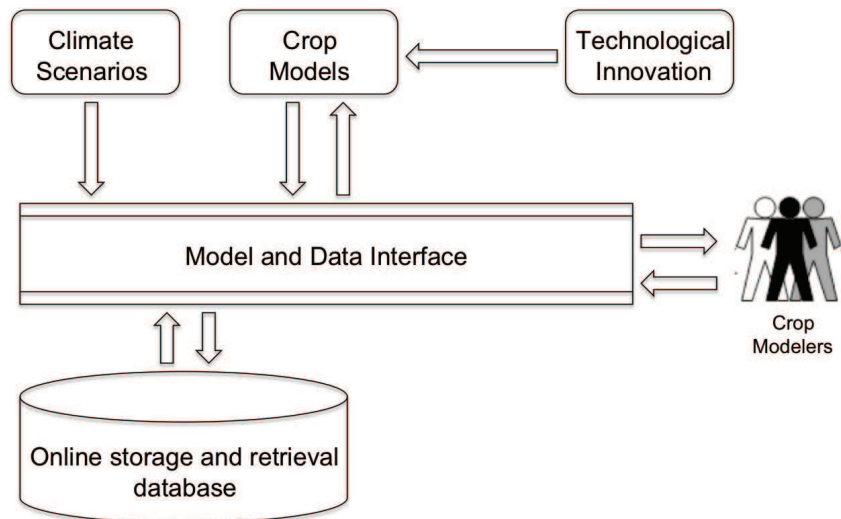 Climate
Scenarios
Crop
Models
Technological
Innovation
Model and Data Interface
Crop
Modelers
Online storage and retrieval
database